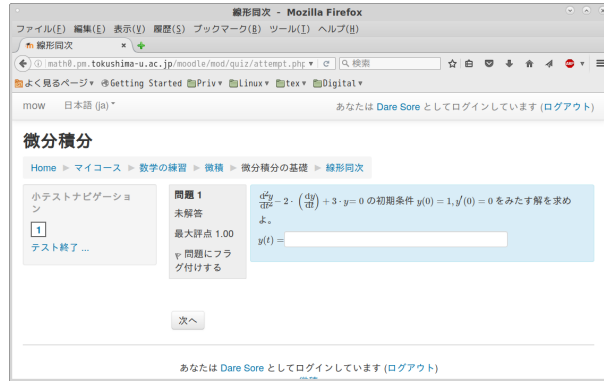 線形同次 - Mozilla Firefox
ファイル(F) 編集(E) 表示(V) 履歴(S) ブックマーク(B) ツール(T) ヘルプ(H)
線形同次
math0.pm.tokushima-u.ac.jp/moodle/mod/quiz/attempt.php 検索
よく見るページ Getting Started Priv Linux tex Digital
mow 日本語 (ja) あなたは Dare Sore としてログインしています (ログアウト)
微分積分
Home ▶ マイコース ▶ 数学の練習 ▶ 微積 ▶ 微分積分の基礎 ▶ 線形同次
小テストナビゲーション
1
テスト終了 ...
問題 1
未解答
最大評点 1.00
問題にフラグ付けする
d²y/dt² − 2 · (dy/dt) + 3 · y = 0 の初期条件 y(0) = 1, y′(0) = 0 をみたす解を求め
よ。
y(t) =
次へ
あなたは Dare Sore としてログインしています (ログアウト)